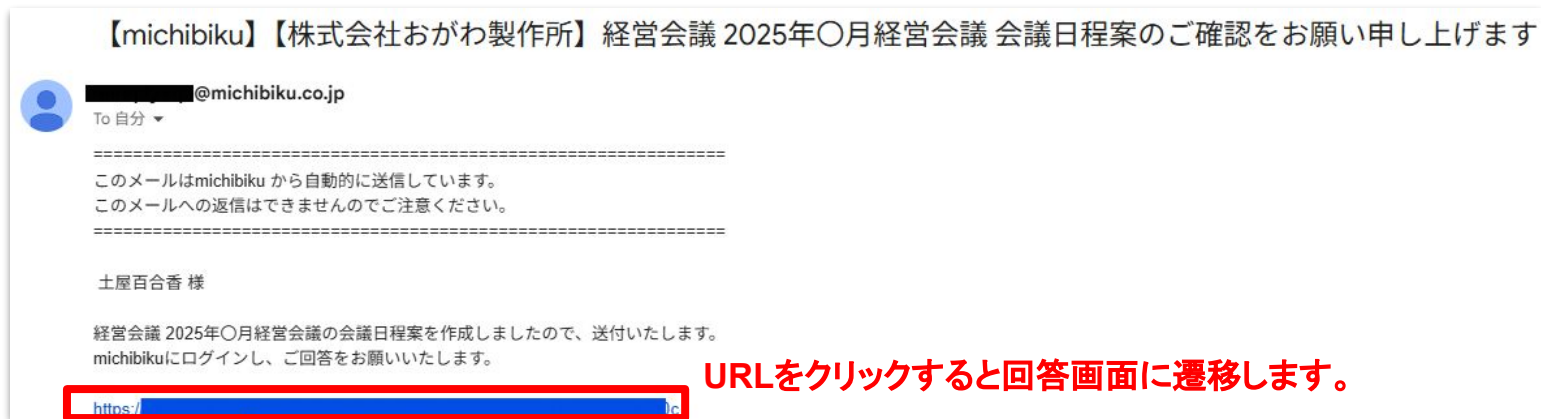 【michibiku】【株式会社おがわ製作所】経営会議 2025年〇月経営会議 会議日程案のご確認をお願い申し上げます
@michibiku.co.jp
To 自分
================================================================
このメールはmichibiku から自動的に送信しています。
このメールへの返信はできませんのでご注意ください。
================================================================
土屋百合香 様
経営会議 2025年〇月経営会議の会議日程案を作成しましたので、送付いたします。
michibikuにログインし、ご回答をお願いいたします。
URLをクリックすると回答画面に遷移します。
https:/